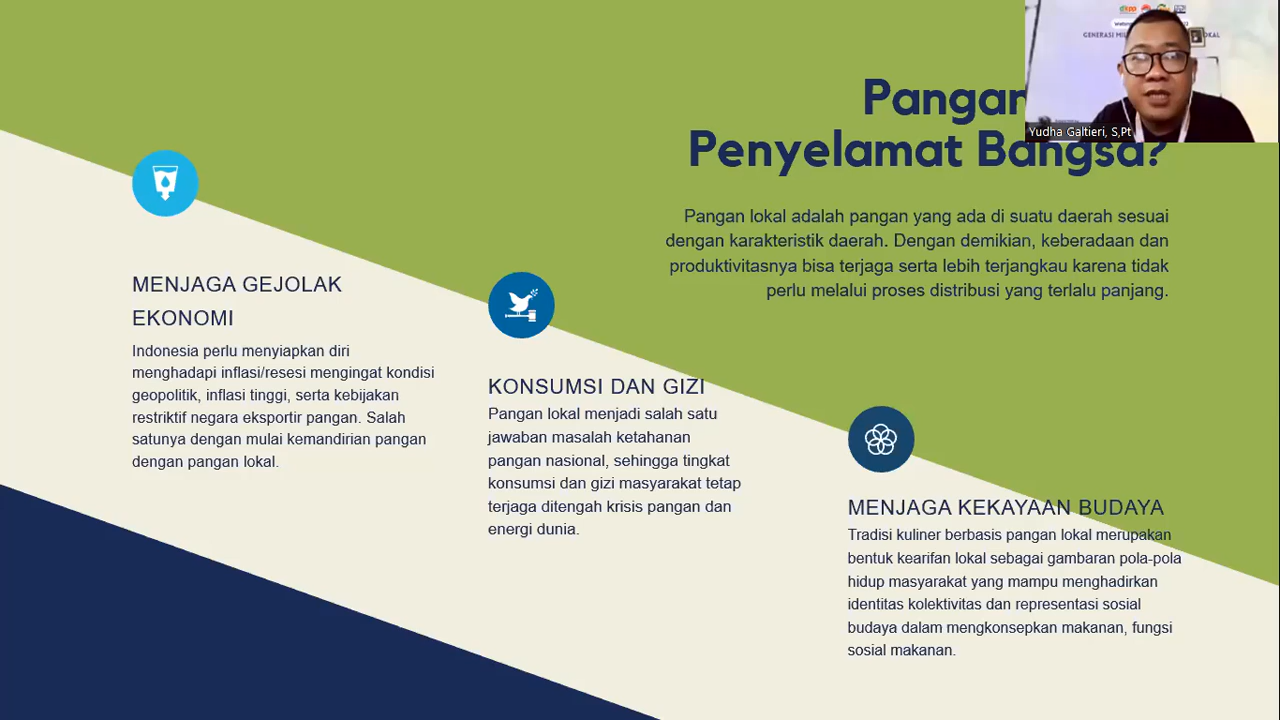 Pangan
Penyelamat Bangsa?
Yudha Galtieri, S,Pt
Pangan lokal adalah pangan yang ada di suatu daerah sesuai
dengan karakteristik daerah. Dengan demikian, keberadaan dan
produktivitasnya bisa terjaga serta lebih terjangkau karena tidak
perlu melalui proses distribusi yang terlalu panjang.
MENJAGA GEJOLAK
EKONOMI
Indonesia perlu menyiapkan diri
menghadapi inflasi/resesi mengingat kondisi
geopolitik, inflasi tinggi, serta kebijakan
restriktif negara eksportir pangan. Salah
satunya dengan mulai kemandirian pangan
dengan pangan lokal.
KONSUMSI DAN GIZI
Pangan lokal menjadi salah satu
jawaban masalah ketahanan
pangan nasional, sehingga tingkat
konsumsi dan gizi masyarakat tetap
terjaga ditengah krisis pangan dan
energi dunia.
MENJAGA KEKAYAAN BUDAYA
Tradisi kuliner berbasis pangan lokal merupakan
bentuk kearifan lokal sebagai gambaran pola-pola
hidup masyarakat yang mampu menghadirkan
identitas kolektivitas dan representasi sosial
budaya dalam mengkonsepkan makanan, fungsi
sosial makanan.